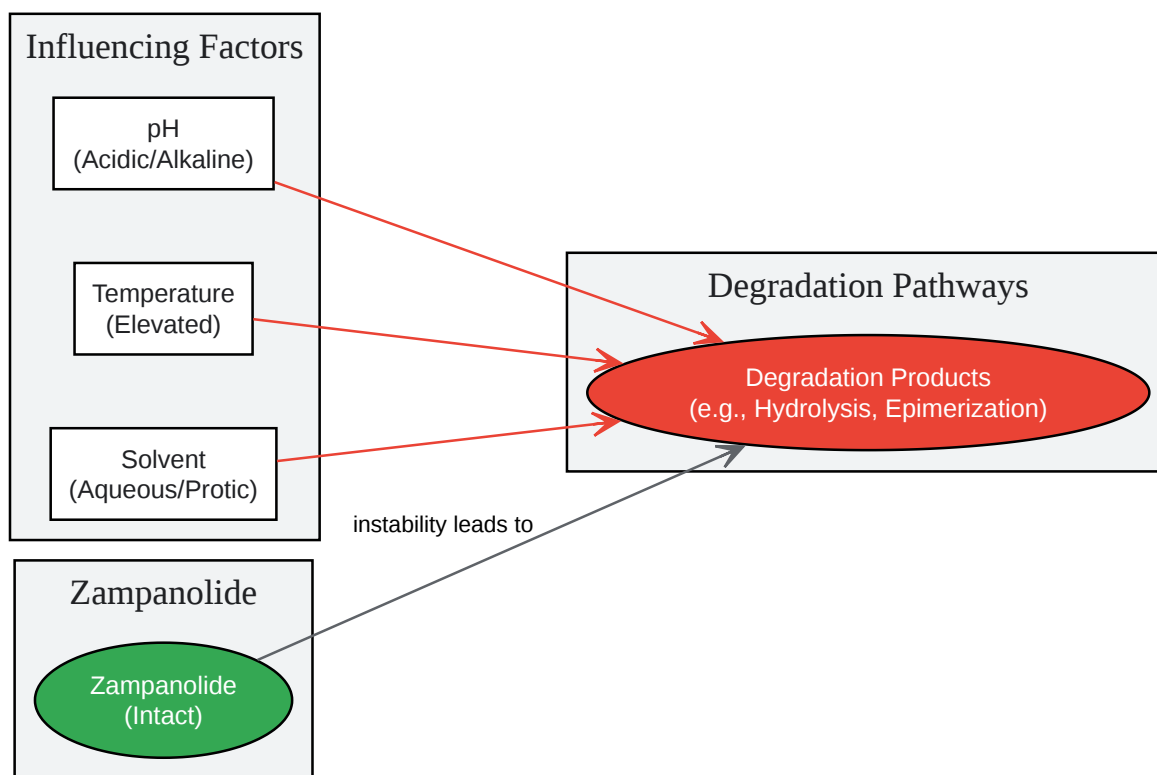 Influencing Factors
pH
(Acidic/Alkaline)
Temperature
(Elevated)
Solvent
(Aqueous/Protic)
Degradation Pathways
Degradation Products
(e.g., Hydrolysis, Epimerization)
instability leads to
Zampanolide
Zampanolide
(Intact)